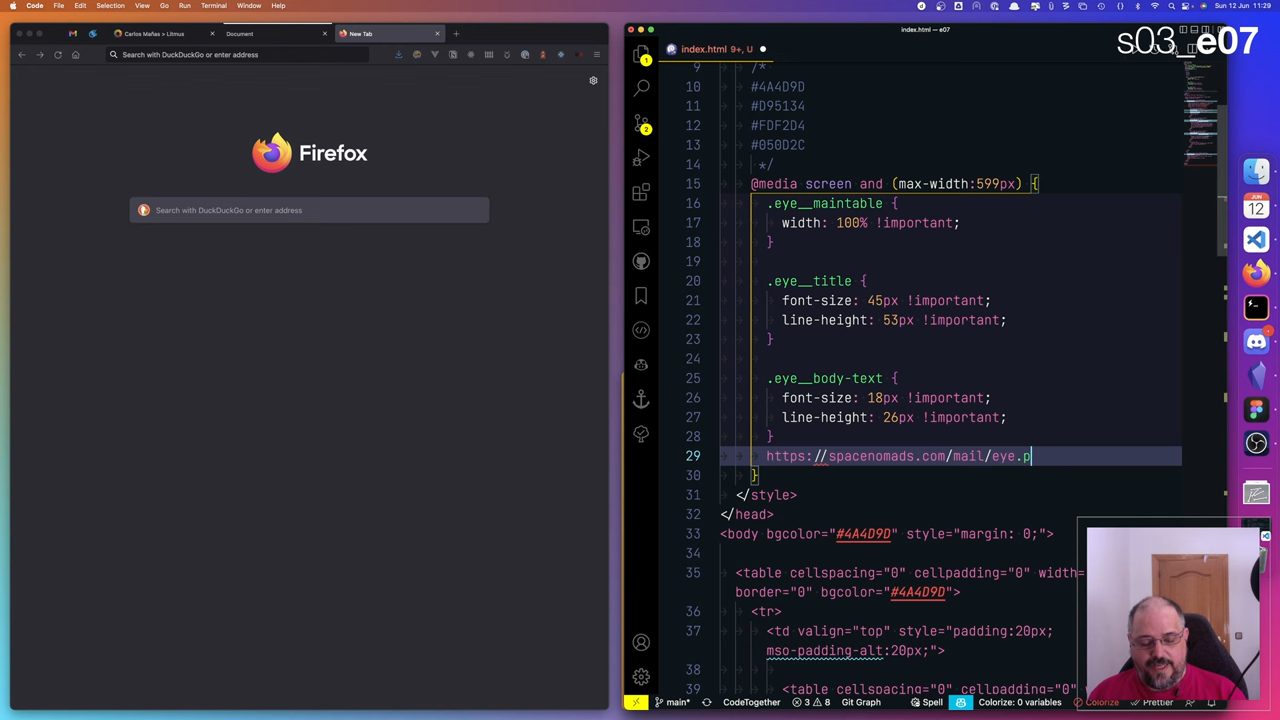 Code File Edit Selection View Go Run Terminal Window Help
Sun 12 Jun 11:29
Carlos Mañas > Litmus
Document
New Tab
Search with DuckDuckGo or enter address
Firefox
Search with DuckDuckGo or enter address
index.html — e07
s03_e07
index.html 9+, U
9 /*
10 #4A4D9D
11 #D95134
12 #FDF2D4
13 #050D2C
14 */
15 @media screen and (max-width:599px) {
16 .eye__maintable {
17 width: 100% !important;
18 }
19
20 .eye__title {
21 font-size: 45px !important;
22 line-height: 53px !important;
23 }
24
25 .eye__body-text {
26 font-size: 18px !important;
27 line-height: 26px !important;
28 }
29 https://spacenomads.com/mail/eye.p
30 }
31 </style>
32 </head>
33 <body bgcolor="#4A4D9D" style="margin: 0;">
34
35 <table cellspacing="0" cellpadding="0" width=
border="0" bgcolor="#4A4D9D">
36 <tr>
37 <td valign="top" style="padding:20px;
mso-padding-alt:20px;">
38
39 <table cellspacing="0" cellpadding="0"
1
2
JUN
12
main* CodeTogether 3 8 Git Graph Spell Colorize: 0 variables Colorize Prettier